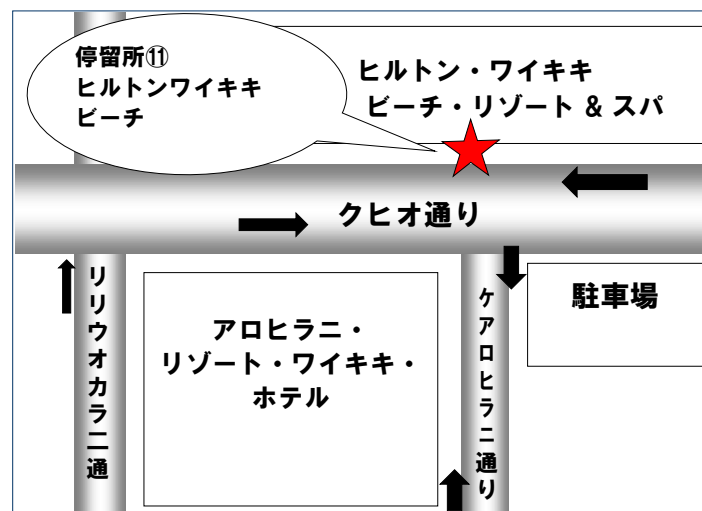 停留所⑪
ヒルトンワイキキ
ビーチ
ヒルトン・ワイキキ
ビーチ・リゾート & スパ
クヒオ通り
リリウオカラニ通
アロヒラニ・
リゾート・ワイキキ・
ホテル
ケアロヒラニ通り
駐車場